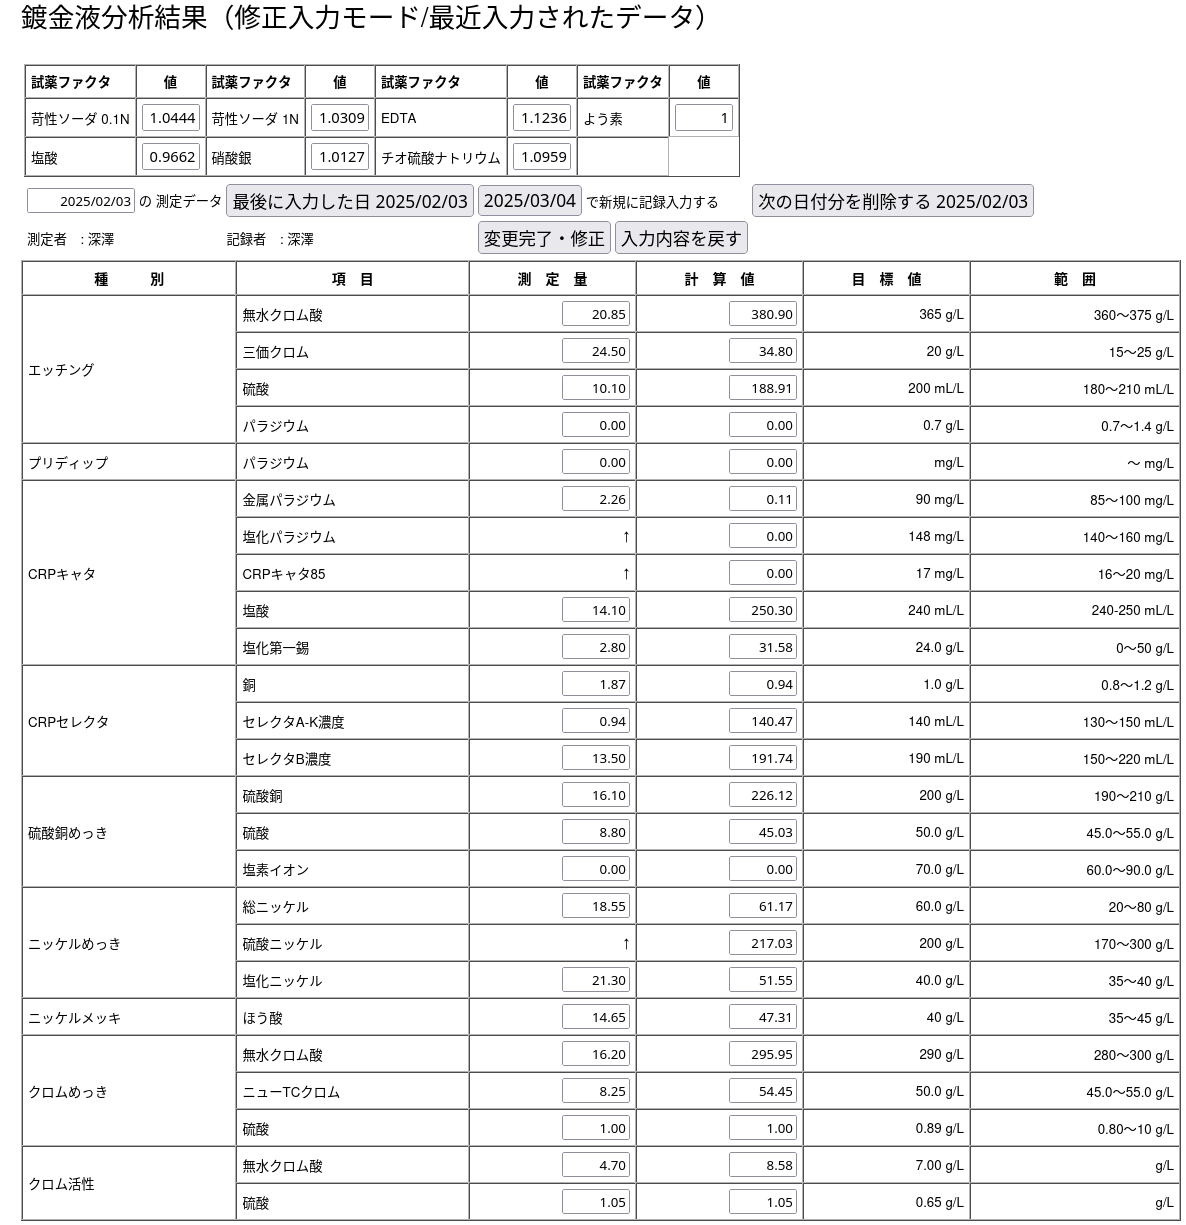 鍍金液分析結果（修正入力モード/最近入力されたデータ）
試薬ファクタ 値 試薬ファクタ 値 試薬ファクタ 値 試薬ファクタ 値
苛性ソーダ 0.1N 1.0444 苛性ソーダ 1N 1.0309 EDTA 1.1236 よう素 1
塩酸 0.9662 硝酸銀 1.0127 チオ硫酸ナトリウム 1.0959
2025/02/03 の 測定データ 最後に入力した日 2025/02/03 2025/03/04 で新規に記録入力する 次の日付分を削除する 2025/02/03
測定者　: 深澤 記録者　: 深澤 変更完了・修正 入力内容を戻す
種　　　別 項　目 測　定　量 計　算　値 目　標　値 範　囲
エッチング 無水クロム酸 20.85 380.90 365 g/L 360〜375 g/L
三価クロム 24.50 34.80 20 g/L 15〜25 g/L
硫酸 10.10 188.91 200 mL/L 180〜210 mL/L
パラジウム 0.00 0.00 0.7 g/L 0.7〜1.4 g/L
プリディップ パラジウム 0.00 0.00 mg/L 〜 mg/L
CRPキャタ 金属パラジウム 2.26 0.11 90 mg/L 85〜100 mg/L
塩化パラジウム ↑ 0.00 148 mg/L 140〜160 mg/L
CRPキャタ85 ↑ 0.00 17 mg/L 16〜20 mg/L
塩酸 14.10 250.30 240 mL/L 240-250 mL/L
塩化第一錫 2.80 31.58 24.0 g/L 0〜50 g/L
CRPセレクタ 銅 1.87 0.94 1.0 g/L 0.8〜1.2 g/L
セレクタA-K濃度 0.94 140.47 140 mL/L 130〜150 mL/L
セレクタB濃度 13.50 191.74 190 mL/L 150〜220 mL/L
硫酸銅めっき 硫酸銅 16.10 226.12 200 g/L 190〜210 g/L
硫酸 8.80 45.03 50.0 g/L 45.0〜55.0 g/L
塩素イオン 0.00 0.00 70.0 g/L 60.0〜90.0 g/L
ニッケルめっき 総ニッケル 18.55 61.17 60.0 g/L 20〜80 g/L
硫酸ニッケル ↑ 217.03 200 g/L 170〜300 g/L
塩化ニッケル 21.30 51.55 40.0 g/L 35〜40 g/L
ニッケルメッキ ほう酸 14.65 47.31 40 g/L 35〜45 g/L
クロムめっき 無水クロム酸 16.20 295.95 290 g/L 280〜300 g/L
ニューTCクロム 8.25 54.45 50.0 g/L 45.0〜55.0 g/L
硫酸 1.00 1.00 0.89 g/L 0.80〜10 g/L
クロム活性 無水クロム酸 4.70 8.58 7.00 g/L g/L
硫酸 1.05 1.05 0.65 g/L g/L